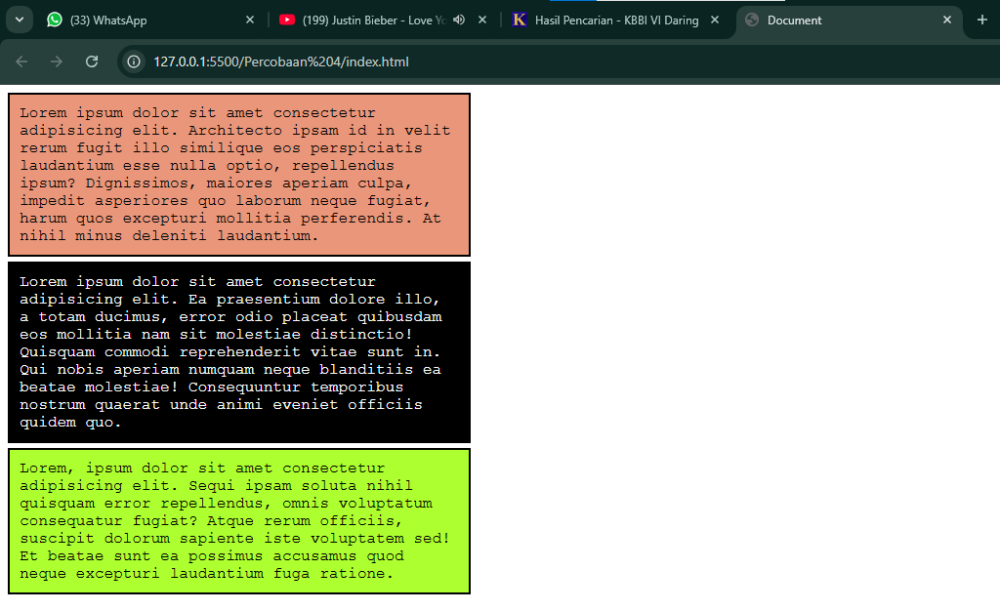 (33) WhatsApp
(199) Justin Bieber - Love Yo
Hasil Pencarian - KBBI VI Daring
Document
127.0.0.1:5500/Percobaan%204/index.html
Lorem ipsum dolor sit amet consectetur
adipisicing elit. Architecto ipsam id in velit
rerum fugit illo similique eos perspiciatis
laudantium esse nulla optio, repellendus
ipsum? Dignissimos, maiores aperiam culpa,
impedit asperiores quo laborum neque fugiat,
harum quos excepturi mollitia perferendis. At
nihil minus deleniti laudantium.
Lorem ipsum dolor sit amet consectetur
adipisicing elit. Ea praesentium dolore illo,
a totam ducimus, error odio placeat quibusdam
eos mollitia nam sit molestiae distinctio!
Quisquam commodi reprehenderit vitae sunt in.
Qui nobis aperiam numquam neque blanditiis ea
beatae molestiae! Consequuntur temporibus
nostrum quaerat unde animi eveniet officiis
quidem quo.
Lorem, ipsum dolor sit amet consectetur
adipisicing elit. Sequi ipsam soluta nihil
quisquam error repellendus, omnis voluptatum
consequatur fugiat? Atque rerum officiis,
suscipit dolorum sapiente iste voluptatem sed!
Et beatae sunt ea possimus accusamus quod
neque excepturi laudantium fuga ratione.